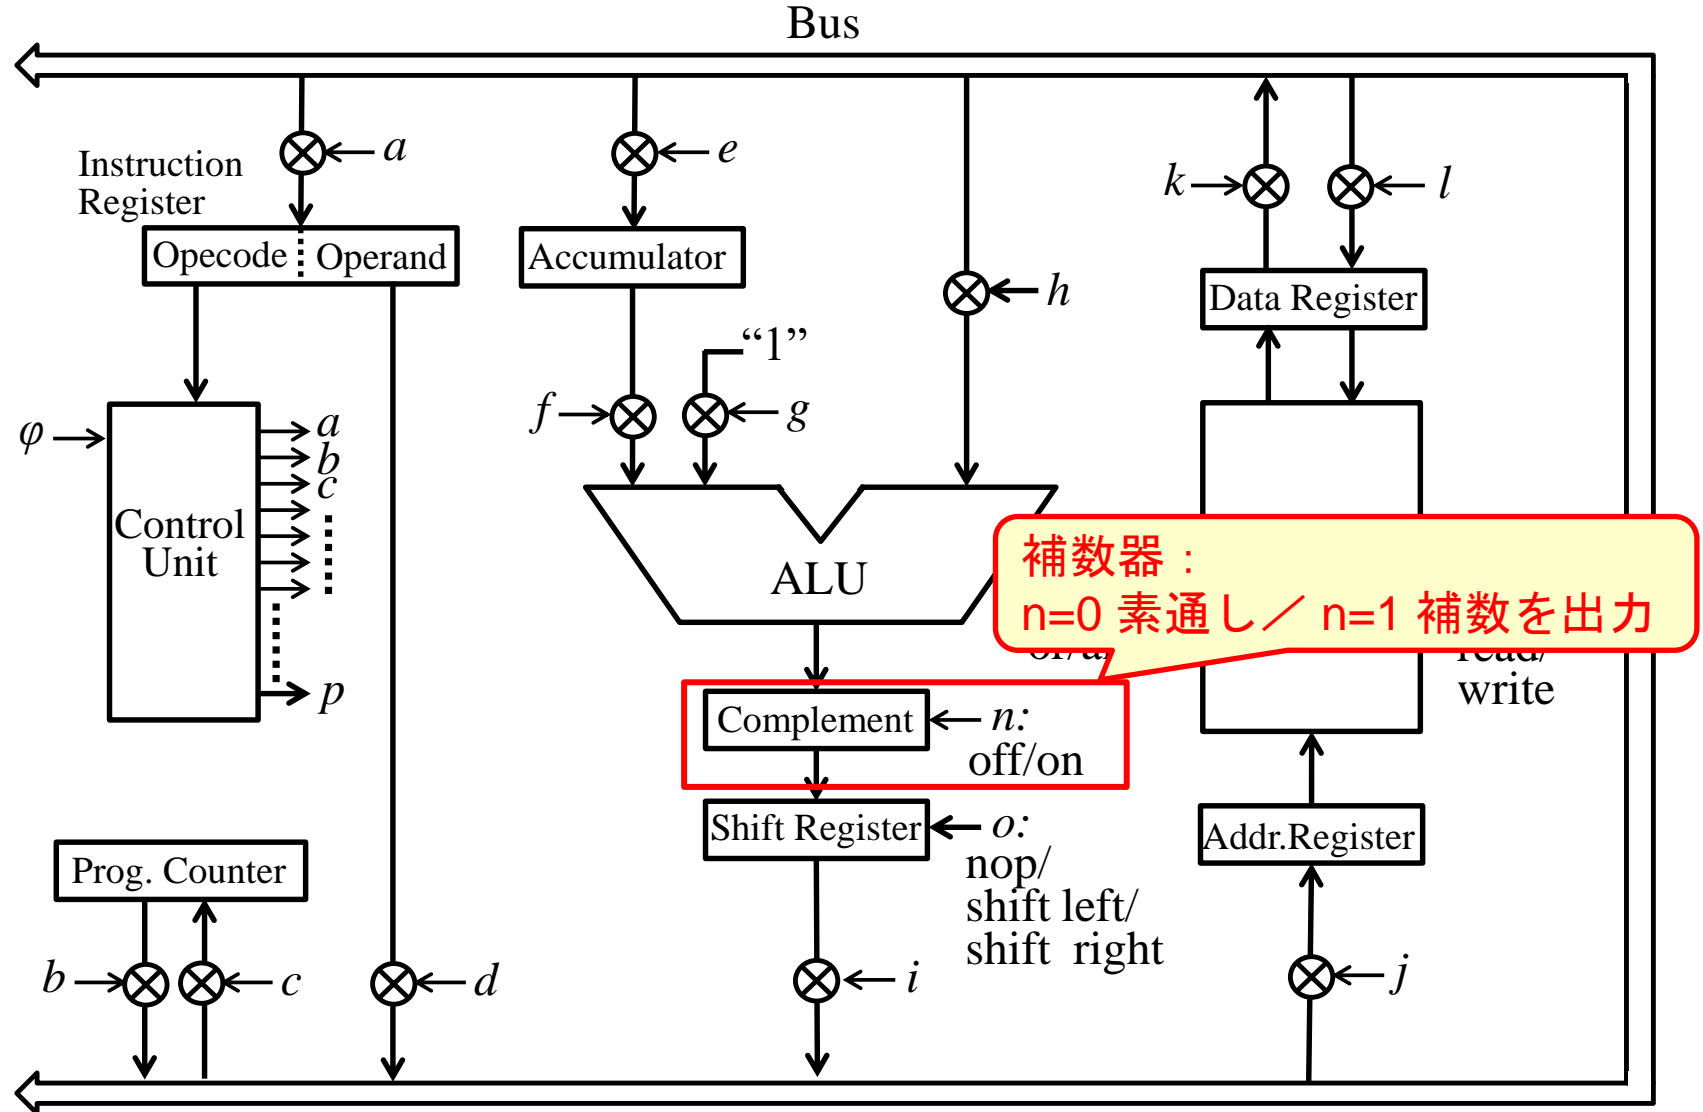 Bus
a
e
Instruction
Register
k
l
Opecode
Operand
Accumulator
h
Data Register
“1”
f
g
φ
a
b
c
Control
Unit
ALU
補数器：
n=0 素通し／ n=1 補数を出力
read/
write
p
Complement
n:
off/on
Shift Register
o:
nop/
shift left/
shift right
Addr.Register
Prog. Counter
b
c
d
i
j